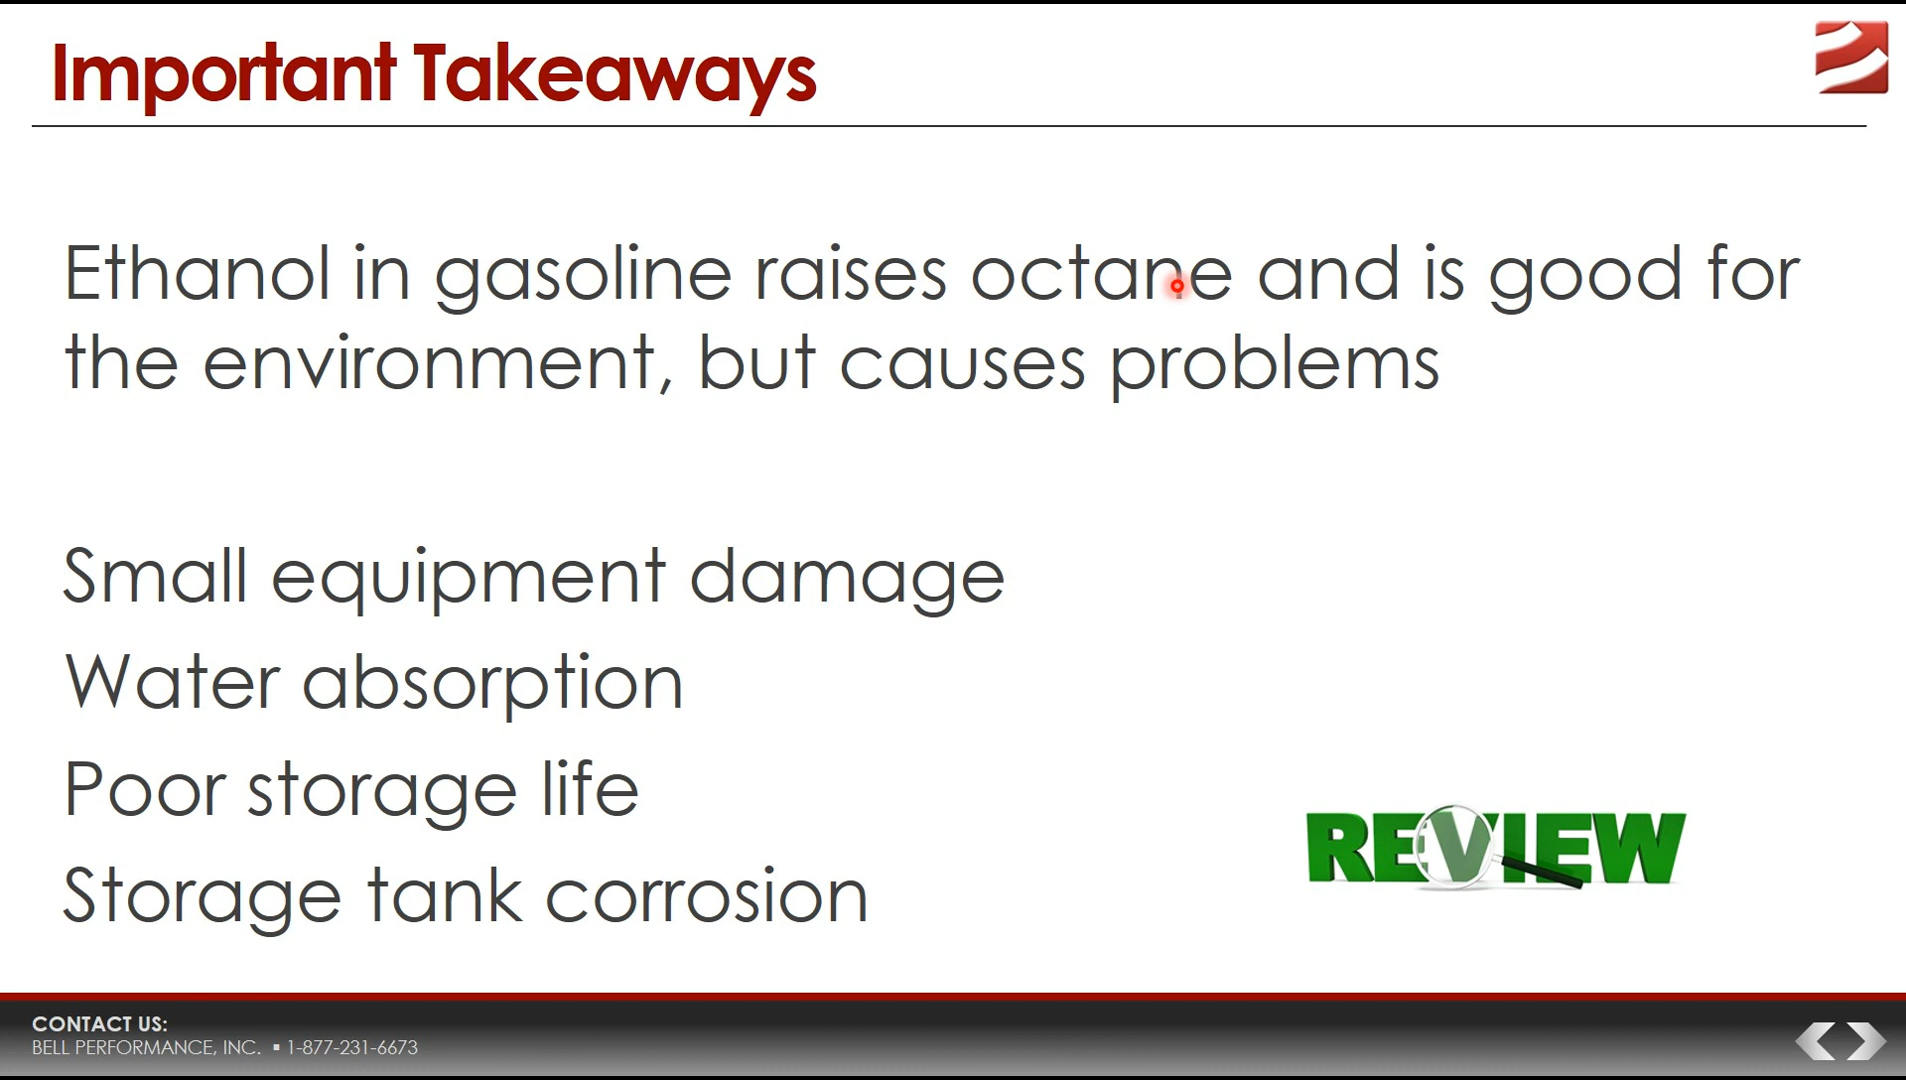 Important Takeaways
Ethanol in gasoline raises octane and is good for
the environment, but causes problems
Small equipment damage
Water absorption
Poor storage life
Storage tank corrosion
REVIEW
CONTACT US:
BELL PERFORMANCE, INC. ▪ 1-877-231-6673